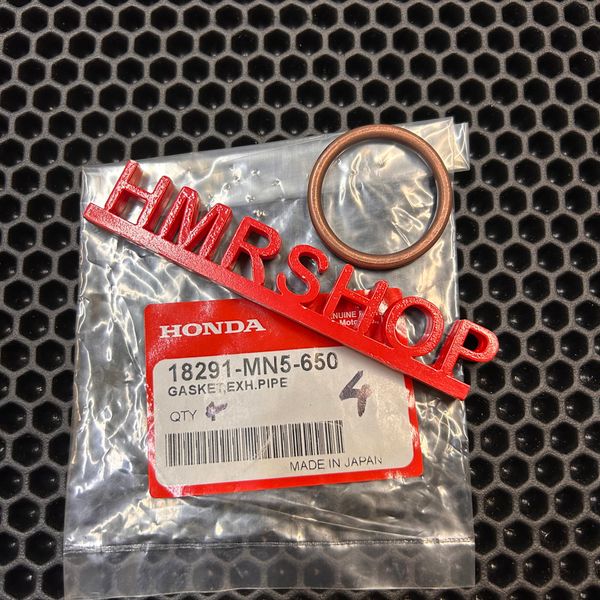 HMRSHOP
HONDA
18291-MN5-650
GASKET,EXH.PIPE
QTY 4
MADE IN JAPAN